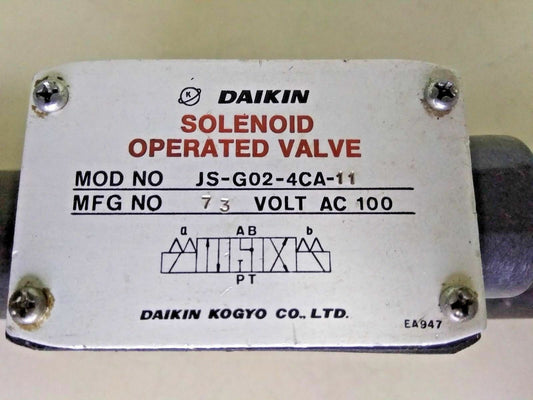 K DAIKIN
SOLENOID
OPERATED VALVE
MOD NO JS-G02-4CA-11
MFG NO 73 VOLT AC 100
a AB b
PT
DAIKIN KOGYO CO., LTD.
EA947